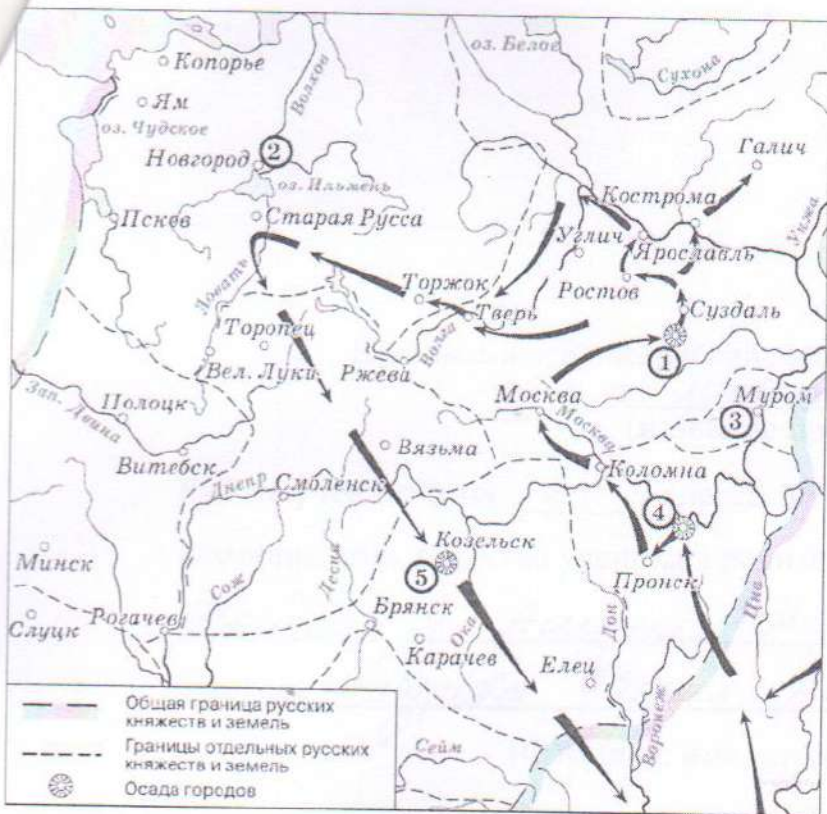 Копорье
оз. Белое
Сухона
Ям
Волхов
оз. Чудское
Новгород
2
Галич
оз. Ильмень
Кострома
Псков
Старая Русса
Унжа
Углич
Ярославль
Ловать
Торжок
Ростов
Тверь
Суздаль
Торопец
Волга
1
Вел. Луки
Ржева
Зап. Двина
Полоцк
Москва
Москва
Муром
3
Витебск
Вязьма
Коломна
Днепр
Смоленск
4
Козельск
Минск
5
Пронск
Десна
Цна
Сож
Слуцк
Рогачев
Брянск
Ока
Дон
Карачев
Елец
Воронеж
Общая граница русских
княжеств и земель
Границы отдельных русских
княжеств и земель
Сейм
Осада городов